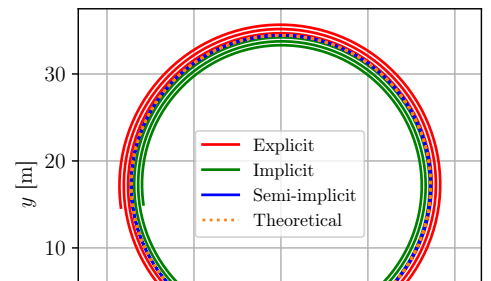 30
20
10
y [m]
Explicit
Implicit
Semi-implicit
Theoretical